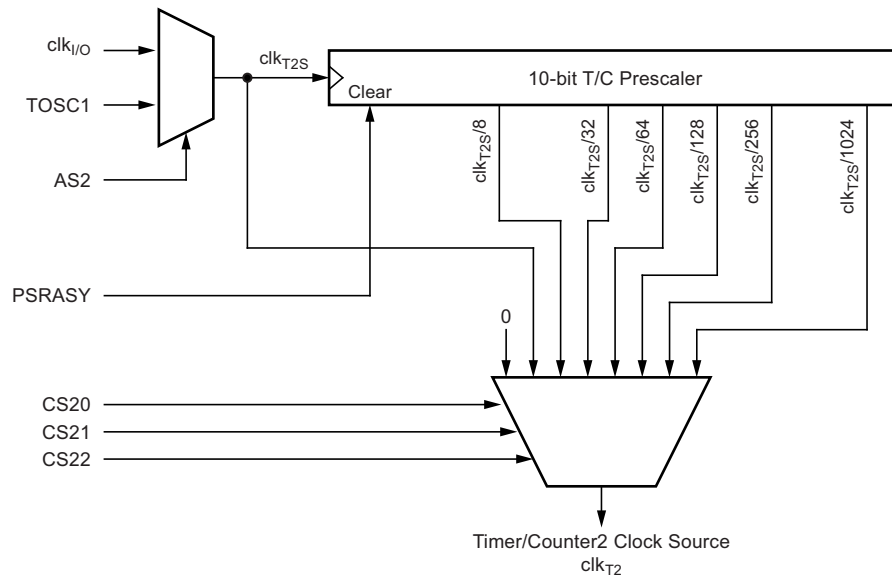 clkI/O
clkT2S
TOSC1
10-bit T/C Prescaler
Clear
AS2
clkT2S/8
clkT2S/32
clkT2S/64
clkT2S/128
clkT2S/256
clkT2S/1024
PSRASY
0
CS20
CS21
CS22
Timer/Counter2 Clock Source
clkT2